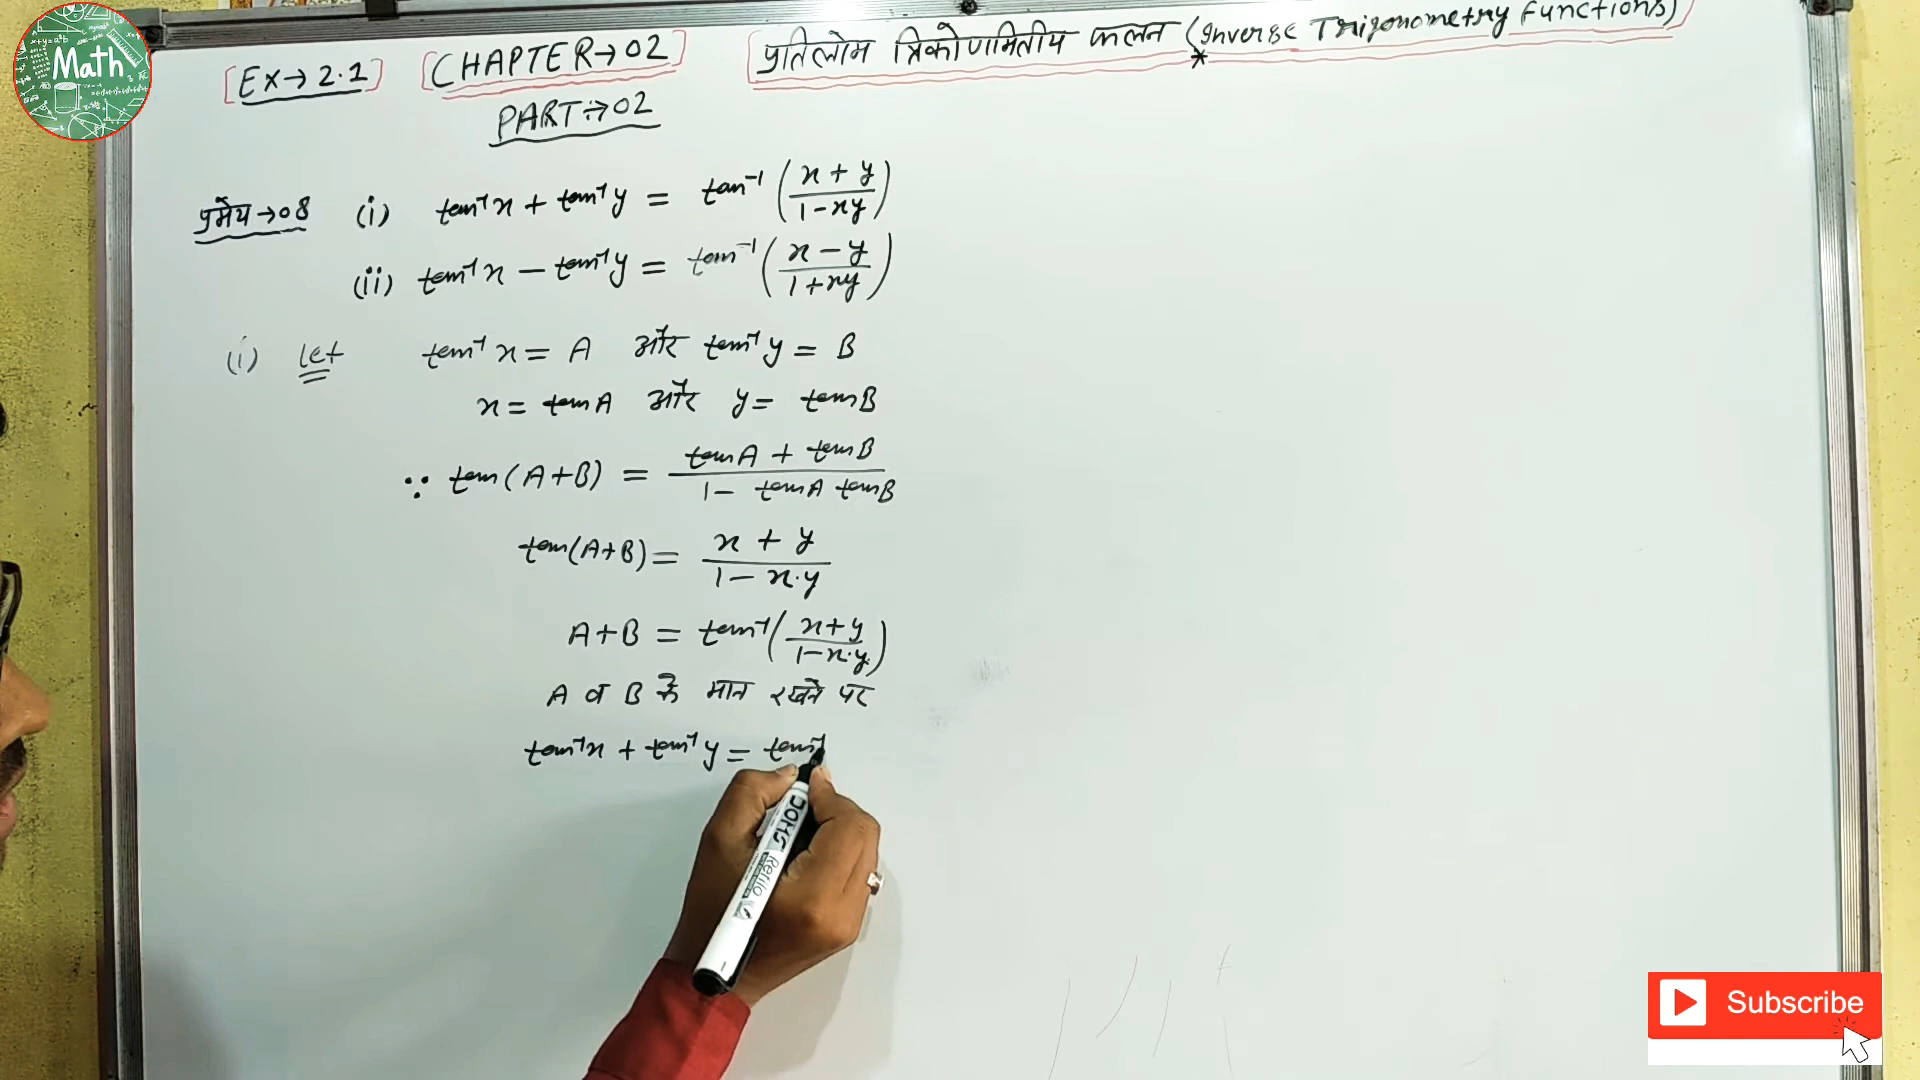 Math
[Ex→2.1] [CHAPTER→02] [प्रतिलोम त्रिकोणमितीय फलन (Inverse Trigonometry Functions)]
PART→02
प्रमेय→08 (i) tan⁻¹x + tan⁻¹y = tan⁻¹((x+y)/(1-xy))
(ii) tan⁻¹x - tan⁻¹y = tan⁻¹((x-y)/(1+xy))
(i) Let tan⁻¹x = A और tan⁻¹y = B
x = tanA और y = tanB
∵ tan(A+B) = (tanA + tanB)/(1 - tanA tanB)
tan(A+B) = (x + y)/(1 - x.y)
A+B = tan⁻¹((x+y)/(1-x.y))
A व B के मान रखने पर
tan⁻¹x + tan⁻¹y = tan⁻¹
DOMS
Retilo
Subscribe